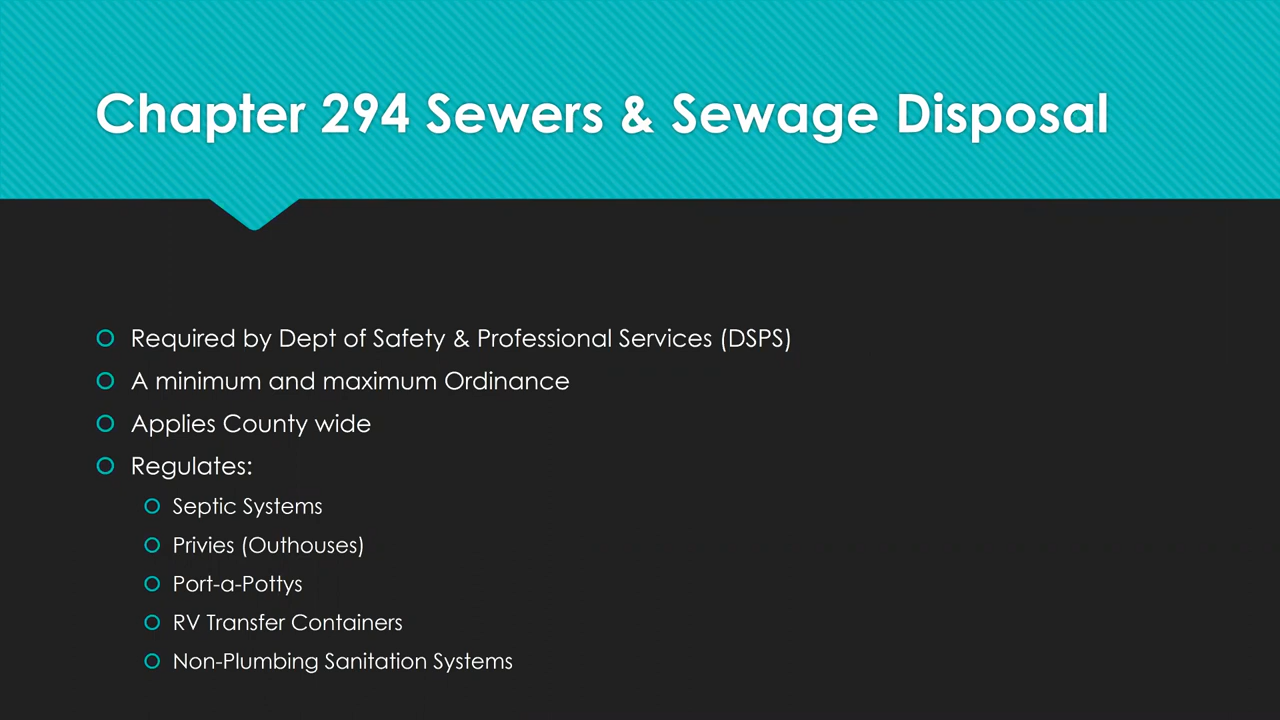 Chapter 294 Sewers & Sewage Disposal
Required by Dept of Safety & Professional Services (DSPS)
A minimum and maximum Ordinance
Applies County wide
Regulates:
Septic Systems
Privies (Outhouses)
Port-a-Pottys
RV Transfer Containers
Non-Plumbing Sanitation Systems